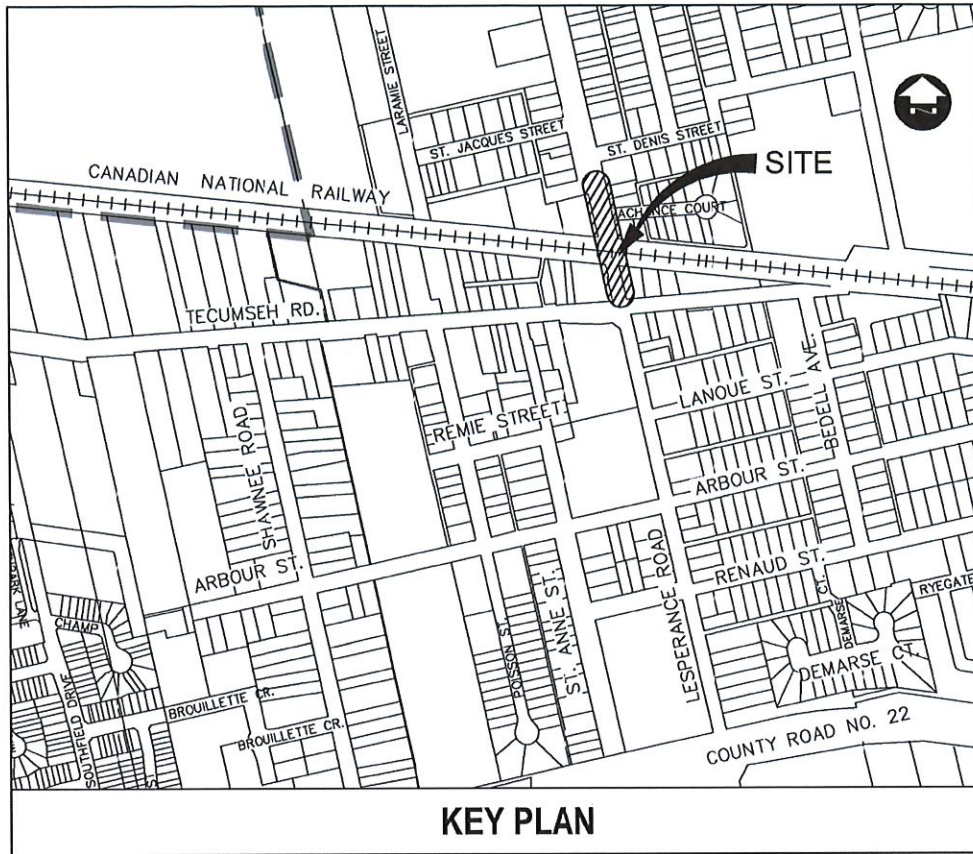 LARAMIE STREET
ST. JACQUES STREET
ST. DENIS STREET
SITE
CANADIAN NATIONAL RAILWAY
ACHANCE COURT
TECUMSEH RD.
BEDELL AVE.
LANOUE ST.
REMIE STREET
SHAWNEE ROAD
ARBOUR ST.
ARBOUR ST.
RENAUD ST.
LESPERANCE ROAD
ST. ANNE ST.
POISSON ST.
DEMARSE CT.
RYEGATE
DEMARSE CT.
PARK LANE
CHAMP
SOUTHFIELD DRIVE
BROUILLETTE CR.
BROUILLETTE CR.
COUNTY ROAD NO. 22
KEY PLAN